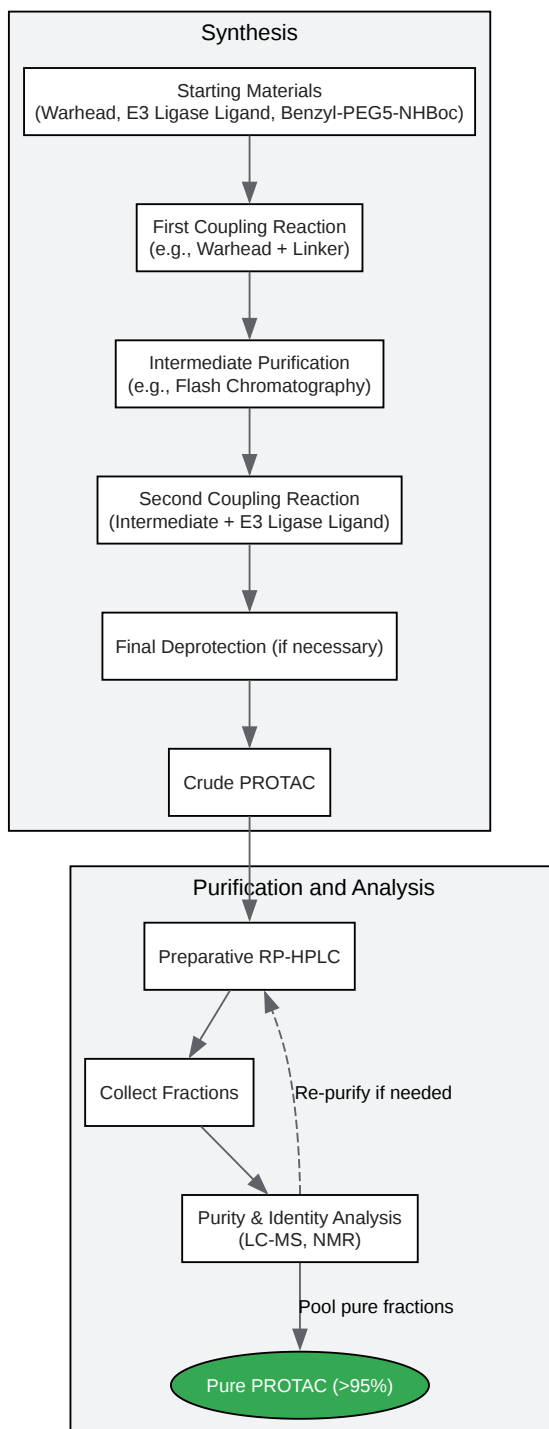 Synthesis
Starting Materials
(Warhead, E3 Ligase Ligand, Benzyl-PEG5-NHBoc)
First Coupling Reaction
(e.g., Warhead + Linker)
Intermediate Purification
(e.g., Flash Chromatography)
Second Coupling Reaction
(Intermediate + E3 Ligase Ligand)
Final Deprotection (if necessary)
Crude PROTAC
Purification and Analysis
Preparative RP-HPLC
Collect Fractions
Re-purify if needed
Purity & Identity Analysis
(LC-MS, NMR)
Pool pure fractions
Pure PROTAC (>95%)